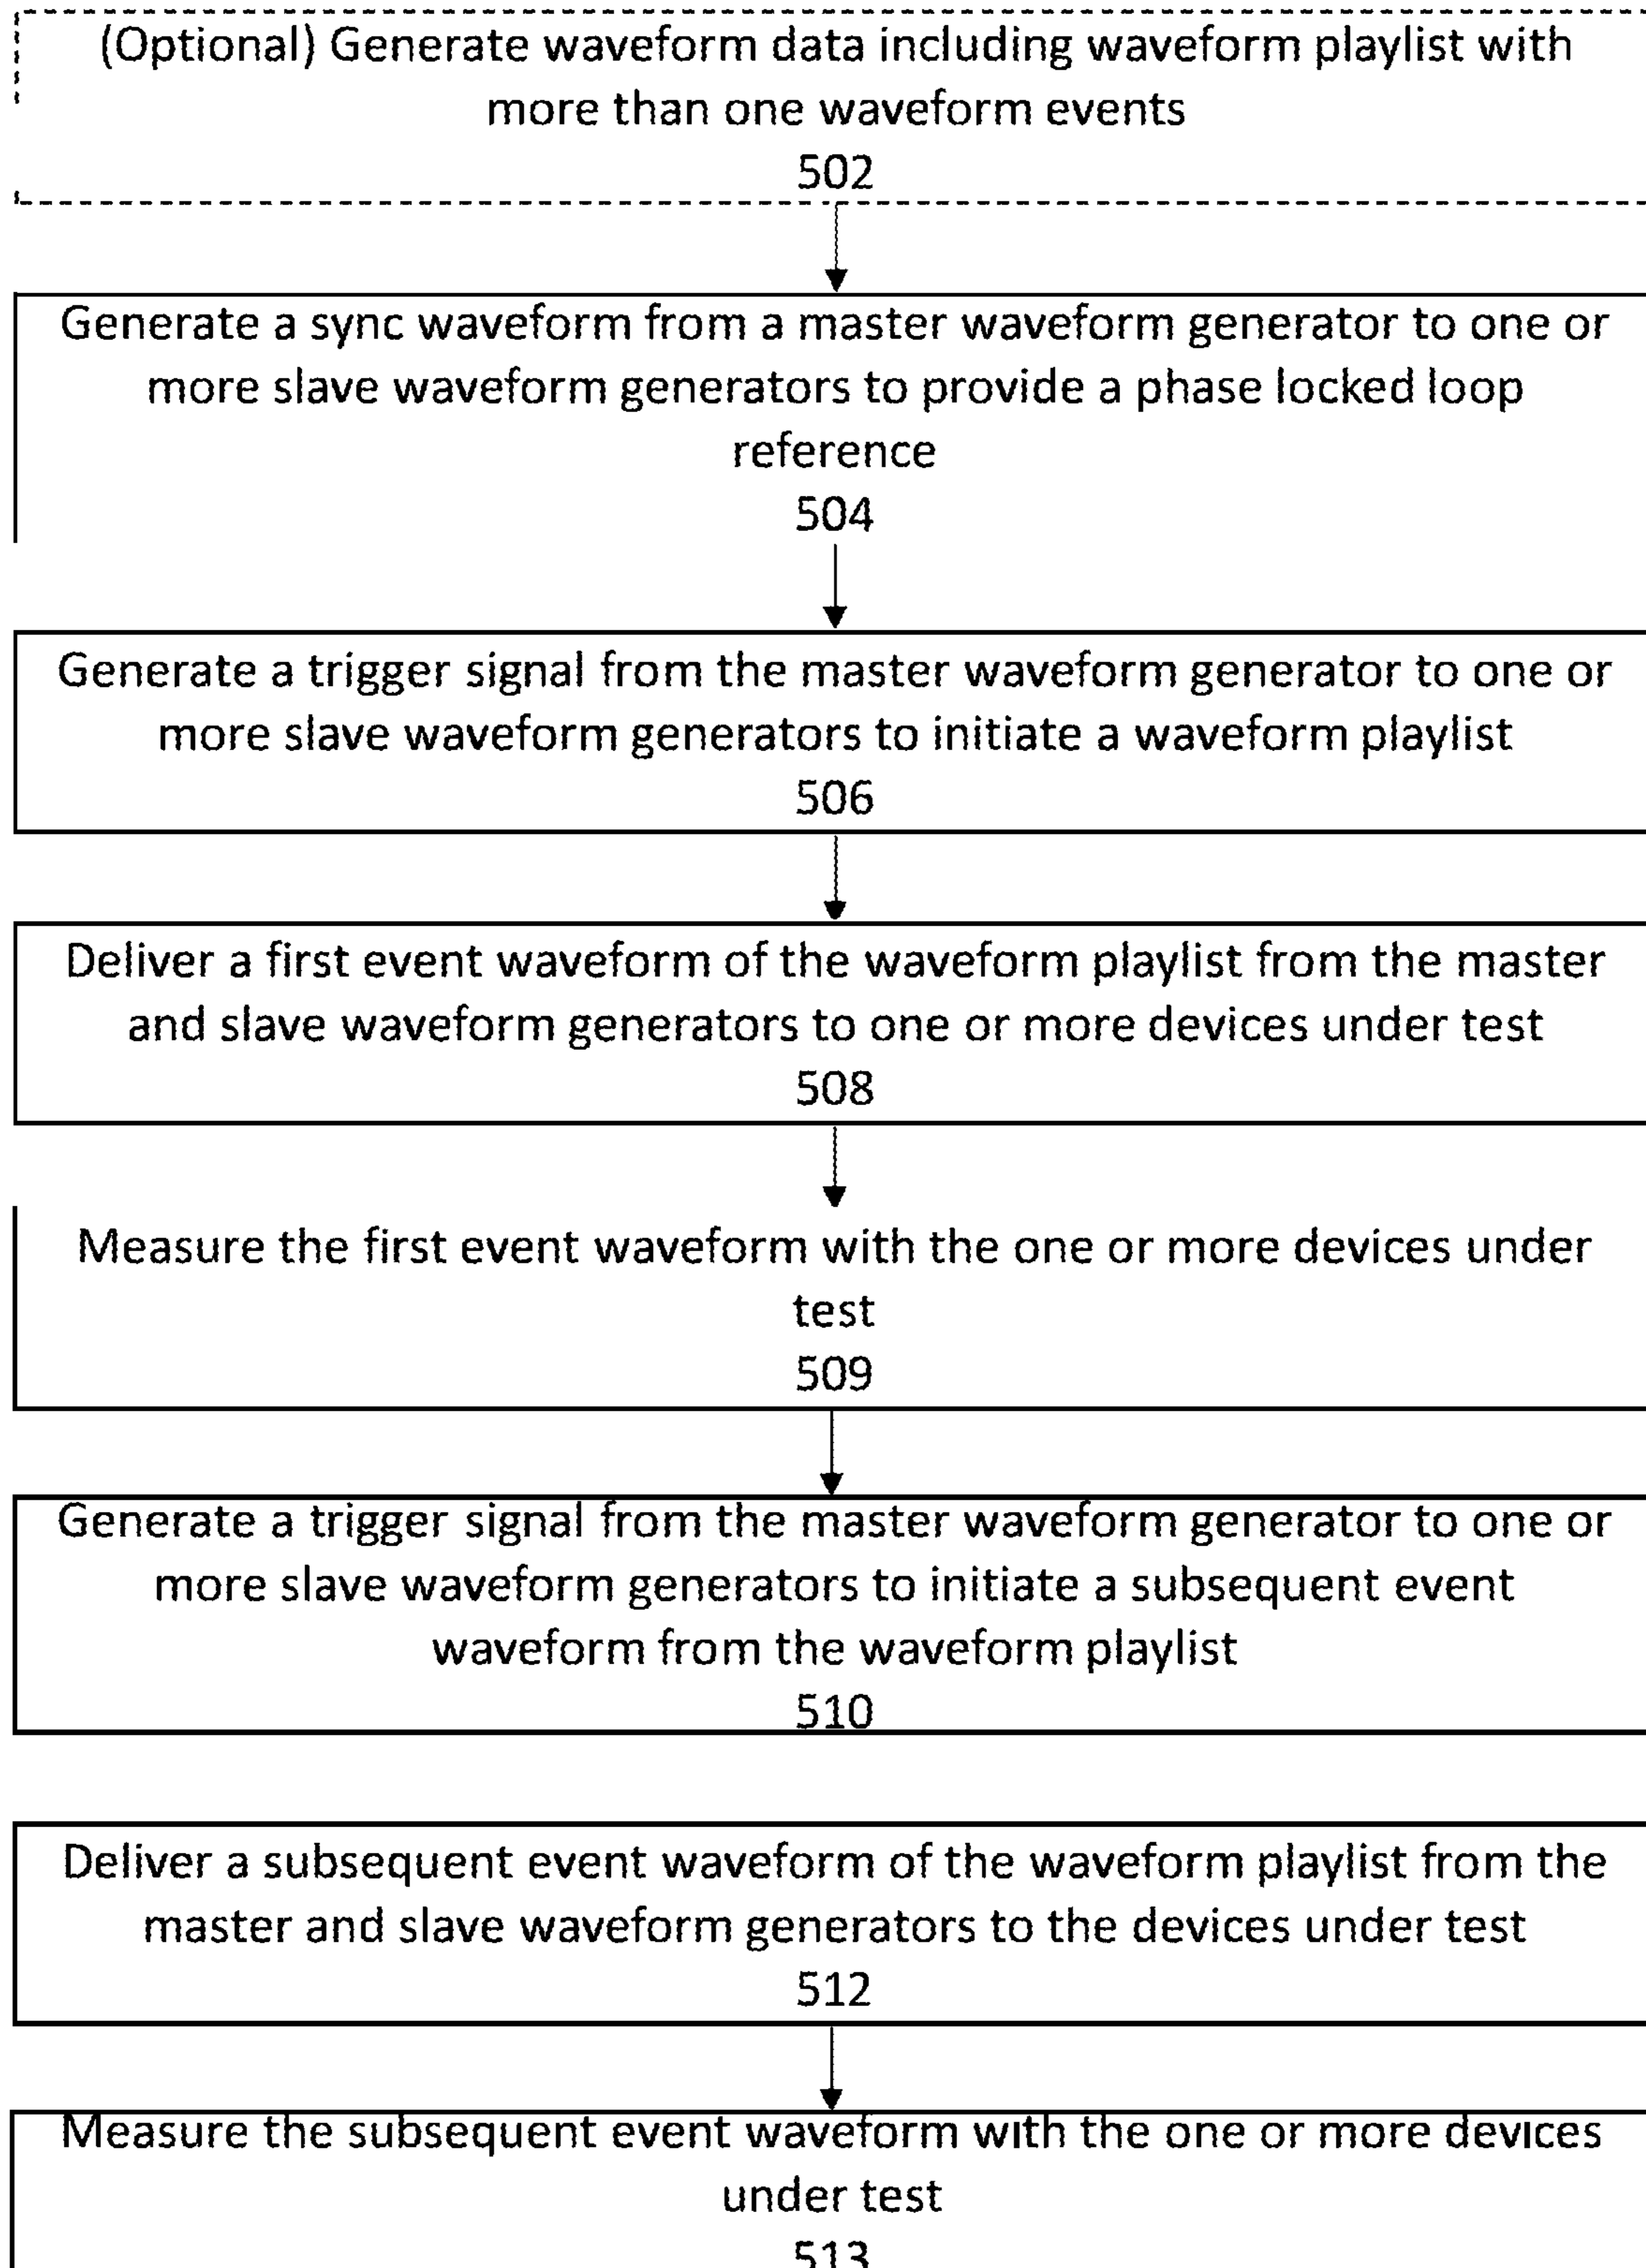 (Optional) Generate waveform data including waveform playlist with
more than one waveform events
502
Generate a sync waveform from a master waveform generator to one or
more slave waveform generators to provide a phase locked loop
reference
504
Generate a trigger signal from the master waveform generator to one or
more slave waveform generators to initiate a waveform playlist
506
Deliver a first event waveform of the waveform playlist from the master
and slave waveform generators to one or more devices under test
508
Measure the first event waveform with the one or more devices under
test
509
Generate a trigger signal from the master waveform generator to one or
more slave waveform generators to initiate a subsequent event
waveform from the waveform playlist
510
Deliver a subsequent event waveform of the waveform playlist from the
master and slave waveform generators to the devices under test
512
Measure the subsequent event waveform with the one or more devices
under test
513